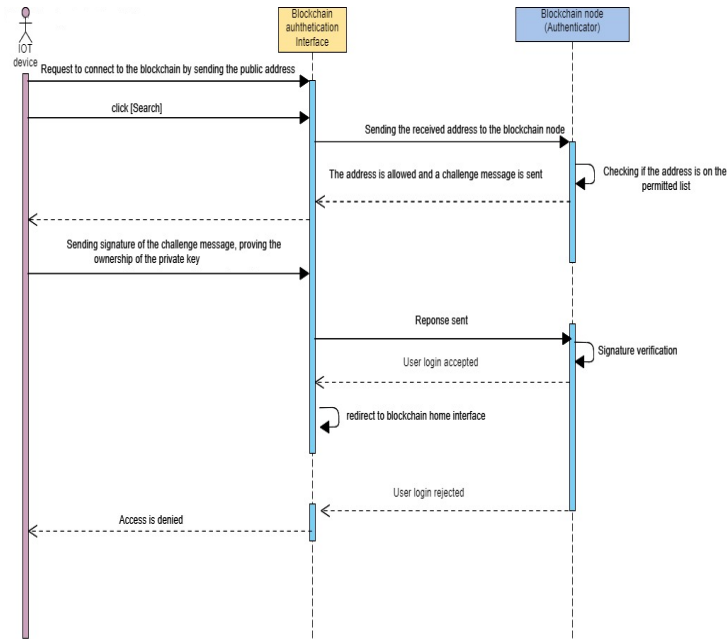 IOT
device
Blockchain
auhthetication
Interface
Blockchain node
(Authenticator)
Request to connect to the blockchain by sending the public address
click [Search]
Sending the received address to the blockchain node
Checking if the address is on the
permitted list
The address is allowed and a challenge message is sent
Sending signature of the challenge message, proving the
ownership of the private key
Reponse sent
Signature verification
User login accepted
redirect to blockchain home interface
User login rejected
Access is denied